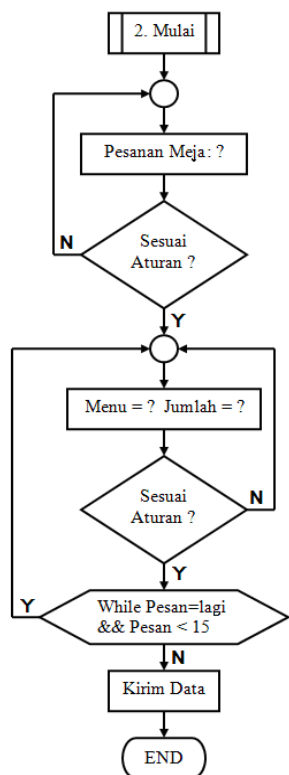 2. Mulai
Pesanan Meja: ?
Sesuai
Aturan ?
N
Y
Menu = ? Jumlah = ?
Sesuai
Aturan ?
N
Y
While Pesan=lagi
&& Pesan < 15
Y
N
Kirim Data
END